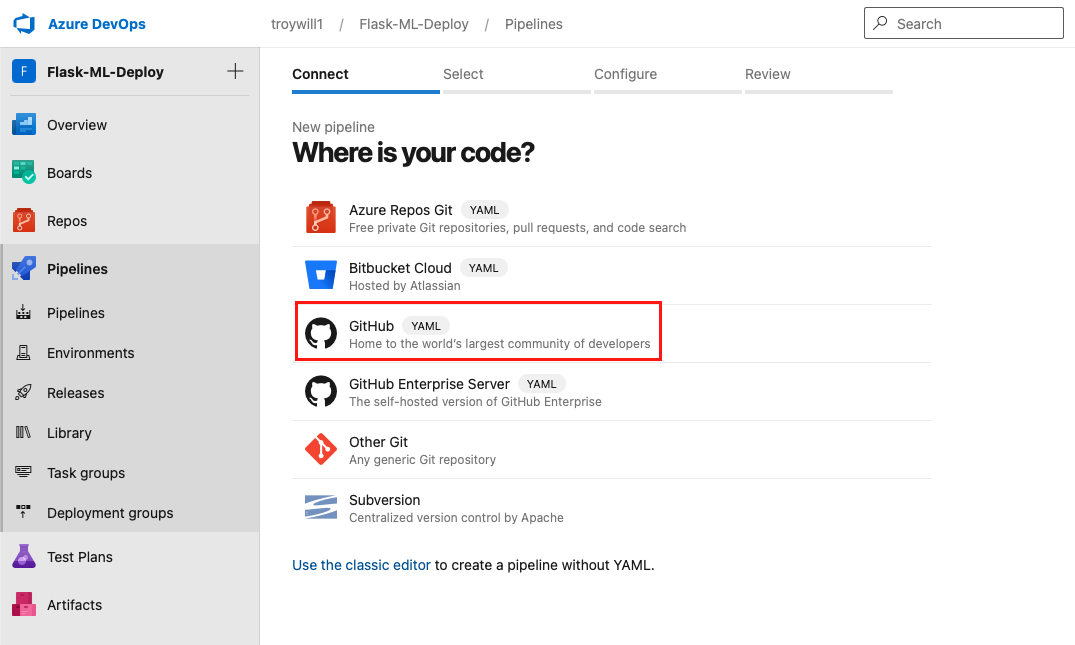 Azure DevOps
troywill1 / Flask-ML-Deploy / Pipelines
Search
F Flask-ML-Deploy
Overview
Boards
Repos
Pipelines
Pipelines
Environments
Releases
Library
Task groups
Deployment groups
Test Plans
Artifacts
Connect Select Configure Review
New pipeline
Where is your code?
Azure Repos Git YAML
Free private Git repositories, pull requests, and code search
Bitbucket Cloud YAML
Hosted by Atlassian
GitHub YAML
Home to the world's largest community of developers
GitHub Enterprise Server YAML
The self-hosted version of GitHub Enterprise
Other Git
Any generic Git repository
Subversion
Centralized version control by Apache
Use the classic editor to create a pipeline without YAML.